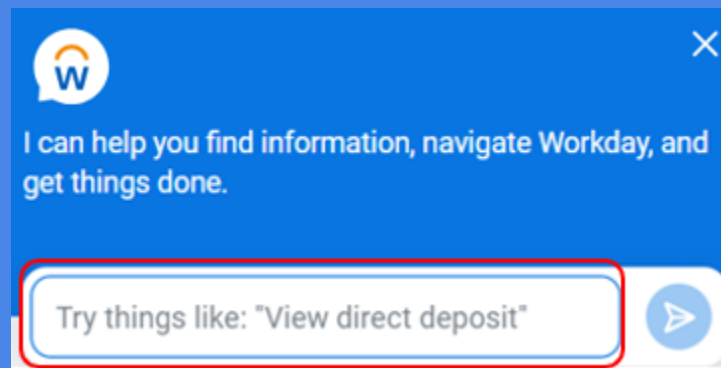 W
I can help you find information, navigate Workday, and
get things done.
Try things like: "View direct deposit"